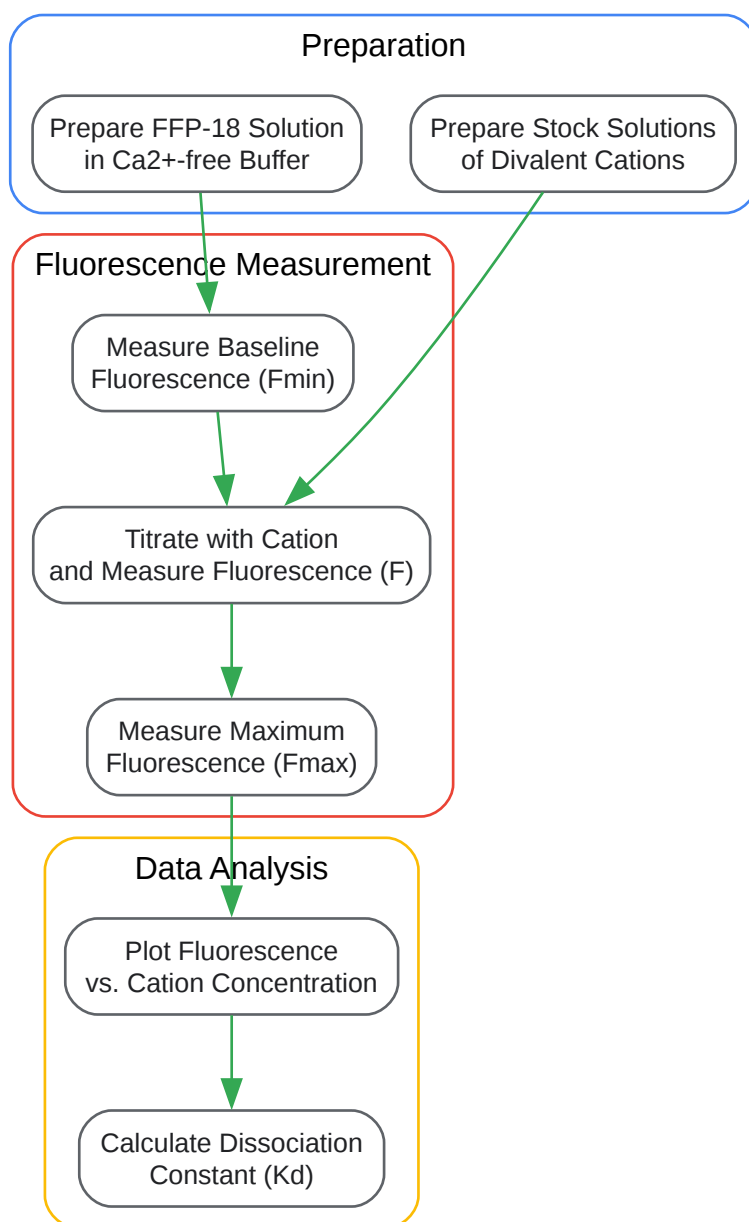 Preparation
Prepare FFP-18 Solution
in Ca2+-free Buffer
Prepare Stock Solutions
of Divalent Cations
Fluorescence Measurement
Measure Baseline
Fluorescence (Fmin)
Titrate with Cation
and Measure Fluorescence (F)
Measure Maximum
Fluorescence (Fmax)
Data Analysis
Plot Fluorescence
vs. Cation Concentration
Calculate Dissociation
Constant (Kd)